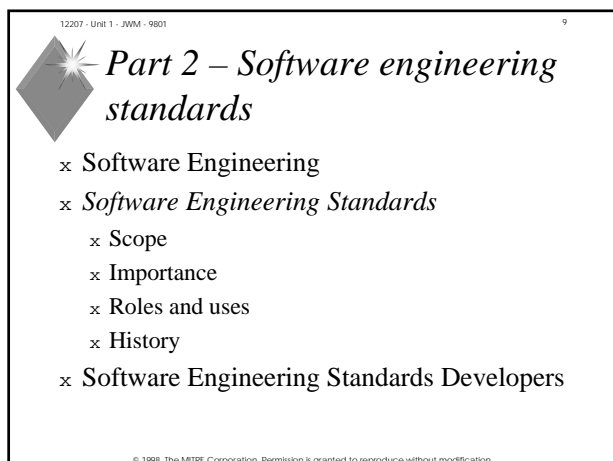 12207 - Unit 1 - JWM - 9801
9
Part 2 – Software engineering
standards
x Software Engineering
x Software Engineering Standards
x Scope
x Importance
x Roles and uses
x History
x Software Engineering Standards Developers
© 1998, The MITRE Corporation. Permission is granted to reproduce without modification.